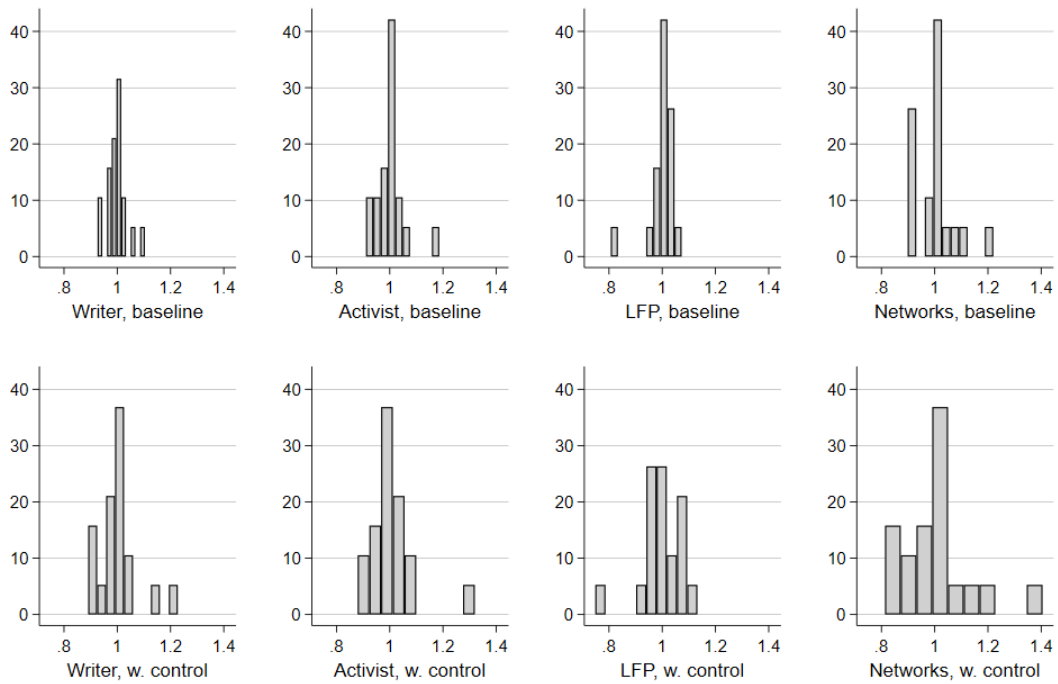 40
30
20
10
0
.8 1 1.2 1.4
Writer, baseline
40
30
20
10
0
.8 1 1.2 1.4
Activist, baseline
40
30
20
10
0
.8 1 1.2 1.4
LFP, baseline
40
30
20
10
0
.8 1 1.2 1.4
Networks, baseline
40
30
20
10
0
.8 1 1.2 1.4
Writer, w. control
40
30
20
10
0
.8 1 1.2 1.4
Activist, w. control
40
30
20
10
0
.8 1 1.2 1.4
LFP, w. control
40
30
20
10
0
.8 1 1.2 1.4
Networks, w. control